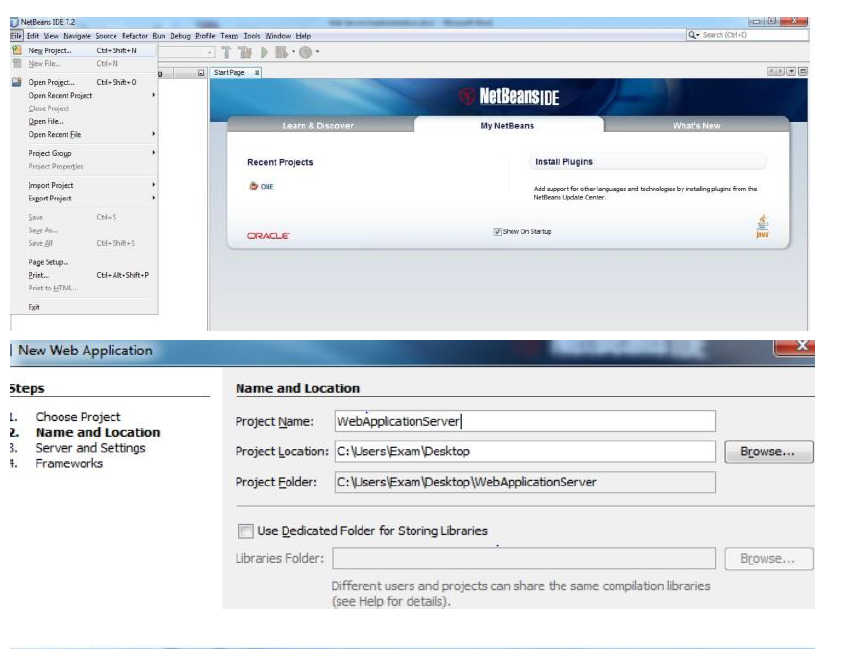 NetBeans IDE 7.2
File Edit View Navigate Source Refactor Run Debug Profile Team Tools Window Help
Search (Ctrl+I)
New Project... Ctrl+Shift+N
New File... Ctrl+N
Open Project... Ctrl+Shift+O
Open Recent Project
Close Project
Open File...
Open Recent File
Project Group
Project Properties
Import Project
Export Project
Save Ctrl+S
Save As...
Save All Ctrl+Shift+S
Page Setup...
Print... Ctrl+Alt+Shift+P
Print to HTML...
Exit
Start Page
NetBeans IDE
Learn & Discover
My NetBeans
What's New
Recent Projects
ONE
Install Plugins
Add support for other languages and technologies by installing plugins from the
NetBeans Update Center.
ORACLE
Show On Startup
Java
New Web Application
Steps
1. Choose Project
2. Name and Location
3. Server and Settings
4. Frameworks
Name and Location
Project Name: WebApplicationServer
Project Location: C:\Users\Exam\Desktop
Browse...
Project Folder: C:\Users\Exam\Desktop\WebApplicationServer
Use Dedicated Folder for Storing Libraries
Libraries Folder:
Browse...
Different users and projects can share the same compilation libraries
(see Help for details).